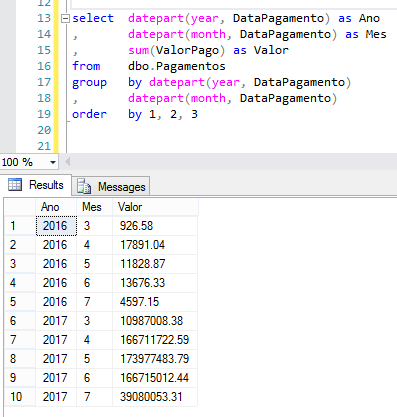 12
13 select datepart(year, DataPagamento) as Ano
14 , datepart(month, DataPagamento) as Mes
15 , sum(ValorPago) as Valor
16 from dbo.Pagamentos
17 group by datepart(year, DataPagamento)
18 , datepart(month, DataPagamento)
19 order by 1, 2, 3
20
21
100 %
Results Messages
Ano Mes Valor
1 2016 3 926.58
2 2016 4 17891.04
3 2016 5 11828.87
4 2016 6 13676.33
5 2016 7 4597.15
6 2017 3 10987008.38
7 2017 4 166711722.59
8 2017 5 173977483.79
9 2017 6 166715012.44
10 2017 7 39080053.31